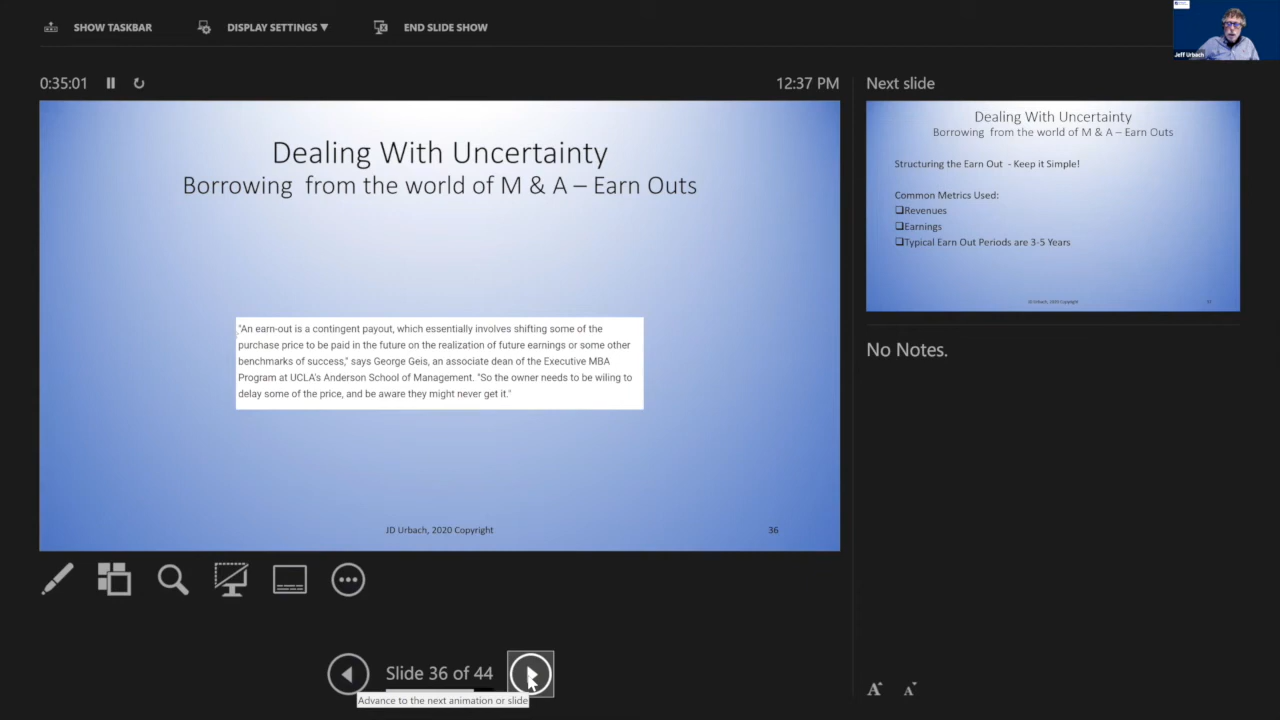 SHOW TASKBAR
DISPLAY SETTINGS ▼
END SLIDE SHOW
Jeff Urbach
0:35:01
12:37 PM
Dealing With Uncertainty
Borrowing from the world of M & A – Earn Outs
"An earn-out is a contingent payout, which essentially involves shifting some of the
purchase price to be paid in the future on the realization of future earnings or some other
benchmarks of success," says George Geis, an associate dean of the Executive MBA
Program at UCLA's Anderson School of Management. "So the owner needs to be wiling to
delay some of the price, and be aware they might never get it."
JD Urbach, 2020 Copyright
36
Next slide
Dealing With Uncertainty
Borrowing from the world of M & A – Earn Outs
Structuring the Earn Out - Keep it Simple!
Common Metrics Used:
❑Revenues
❑Earnings
❑Typical Earn Out Periods are 3-5 Years
JD Urbach, 2020 Copyright
No Notes.
Slide 36 of 44
Advance to the next animation or slide
A A